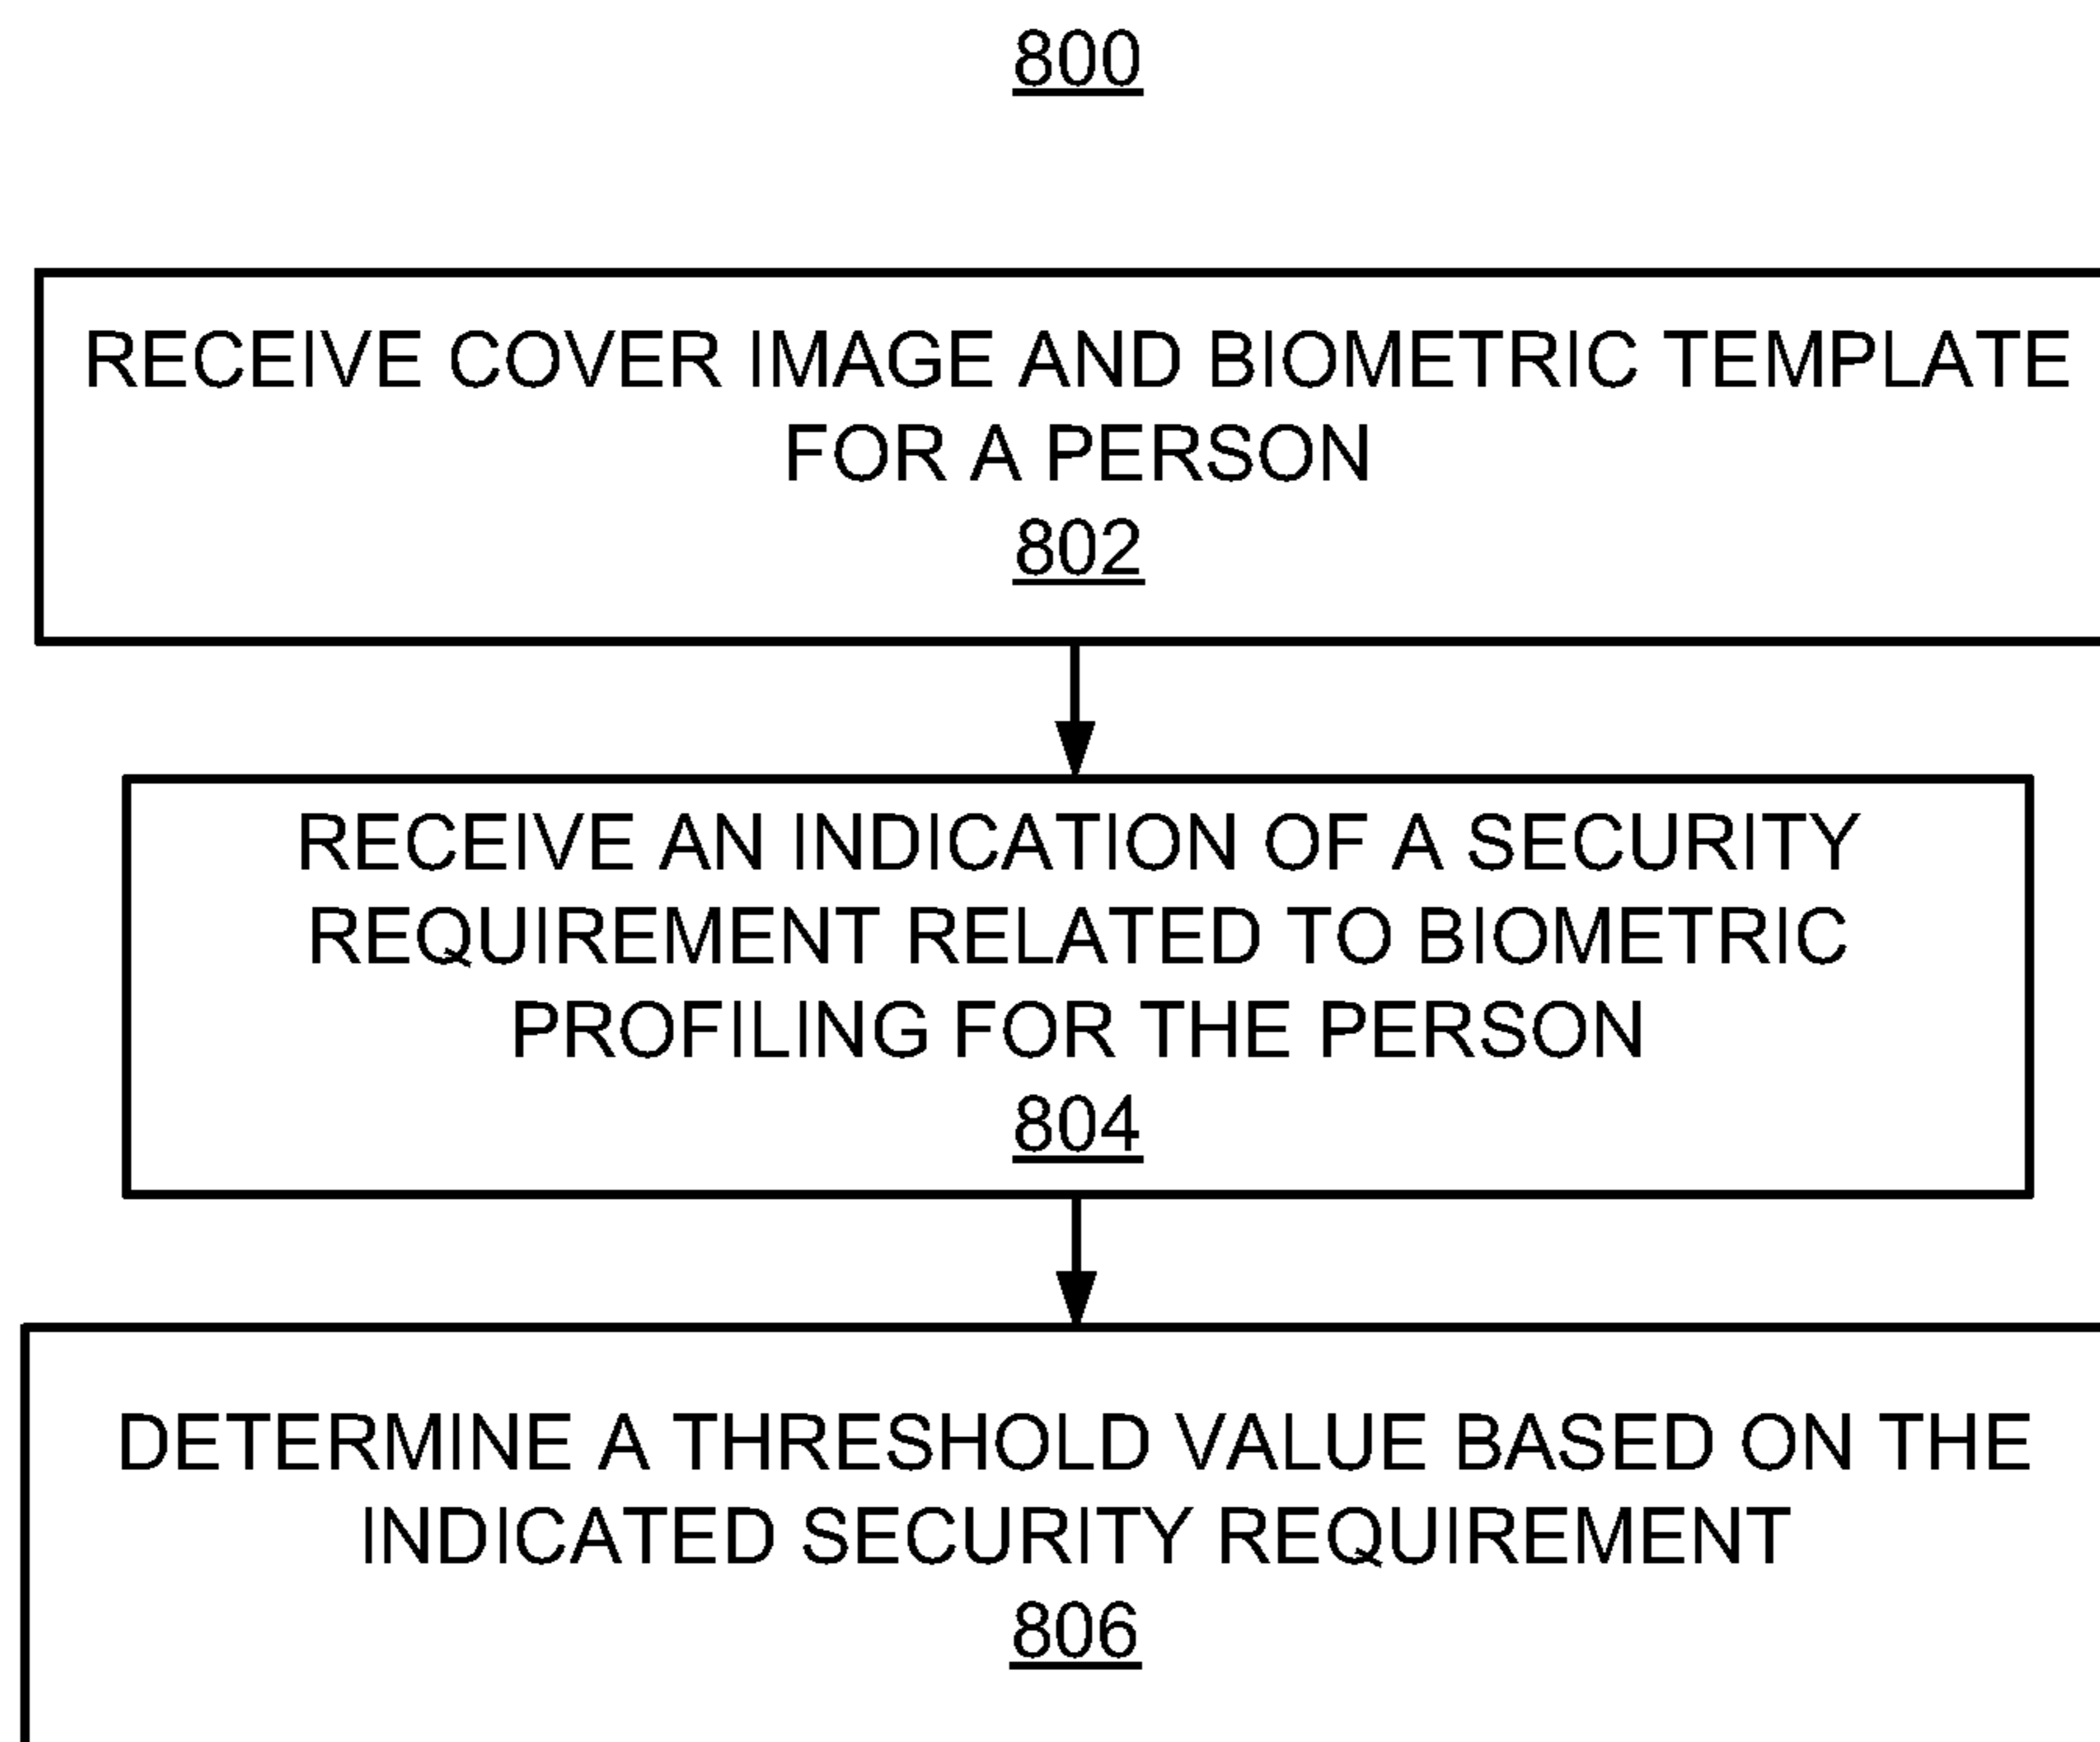 800
RECEIVE COVER IMAGE AND BIOMETRIC TEMPLATE
FOR A PERSON
802
RECEIVE AN INDICATION OF A SECURITY
REQUIREMENT RELATED TO BIOMETRIC
PROFILING FOR THE PERSON
804
DETERMINE A THRESHOLD VALUE BASED ON THE
INDICATED SECURITY REQUIREMENT
806